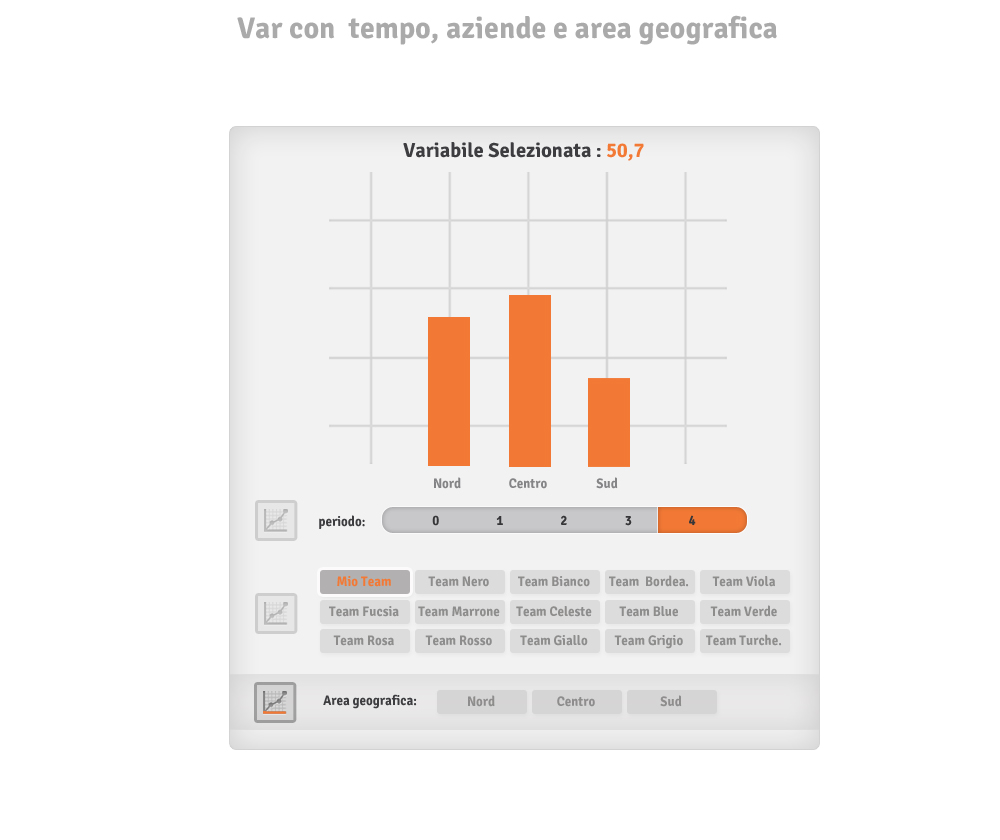 Var con tempo, aziende e area geografica
Variabile Selezionata : 50,7
Nord Centro Sud
periodo: 0 1 2 3 4
Mio Team Team Nero Team Bianco Team Bordea. Team Viola
Team Fucsia Team Marrone Team Celeste Team Blue Team Verde
Team Rosa Team Rosso Team Giallo Team Grigio Team Turche.
Area geografica: Nord Centro Sud